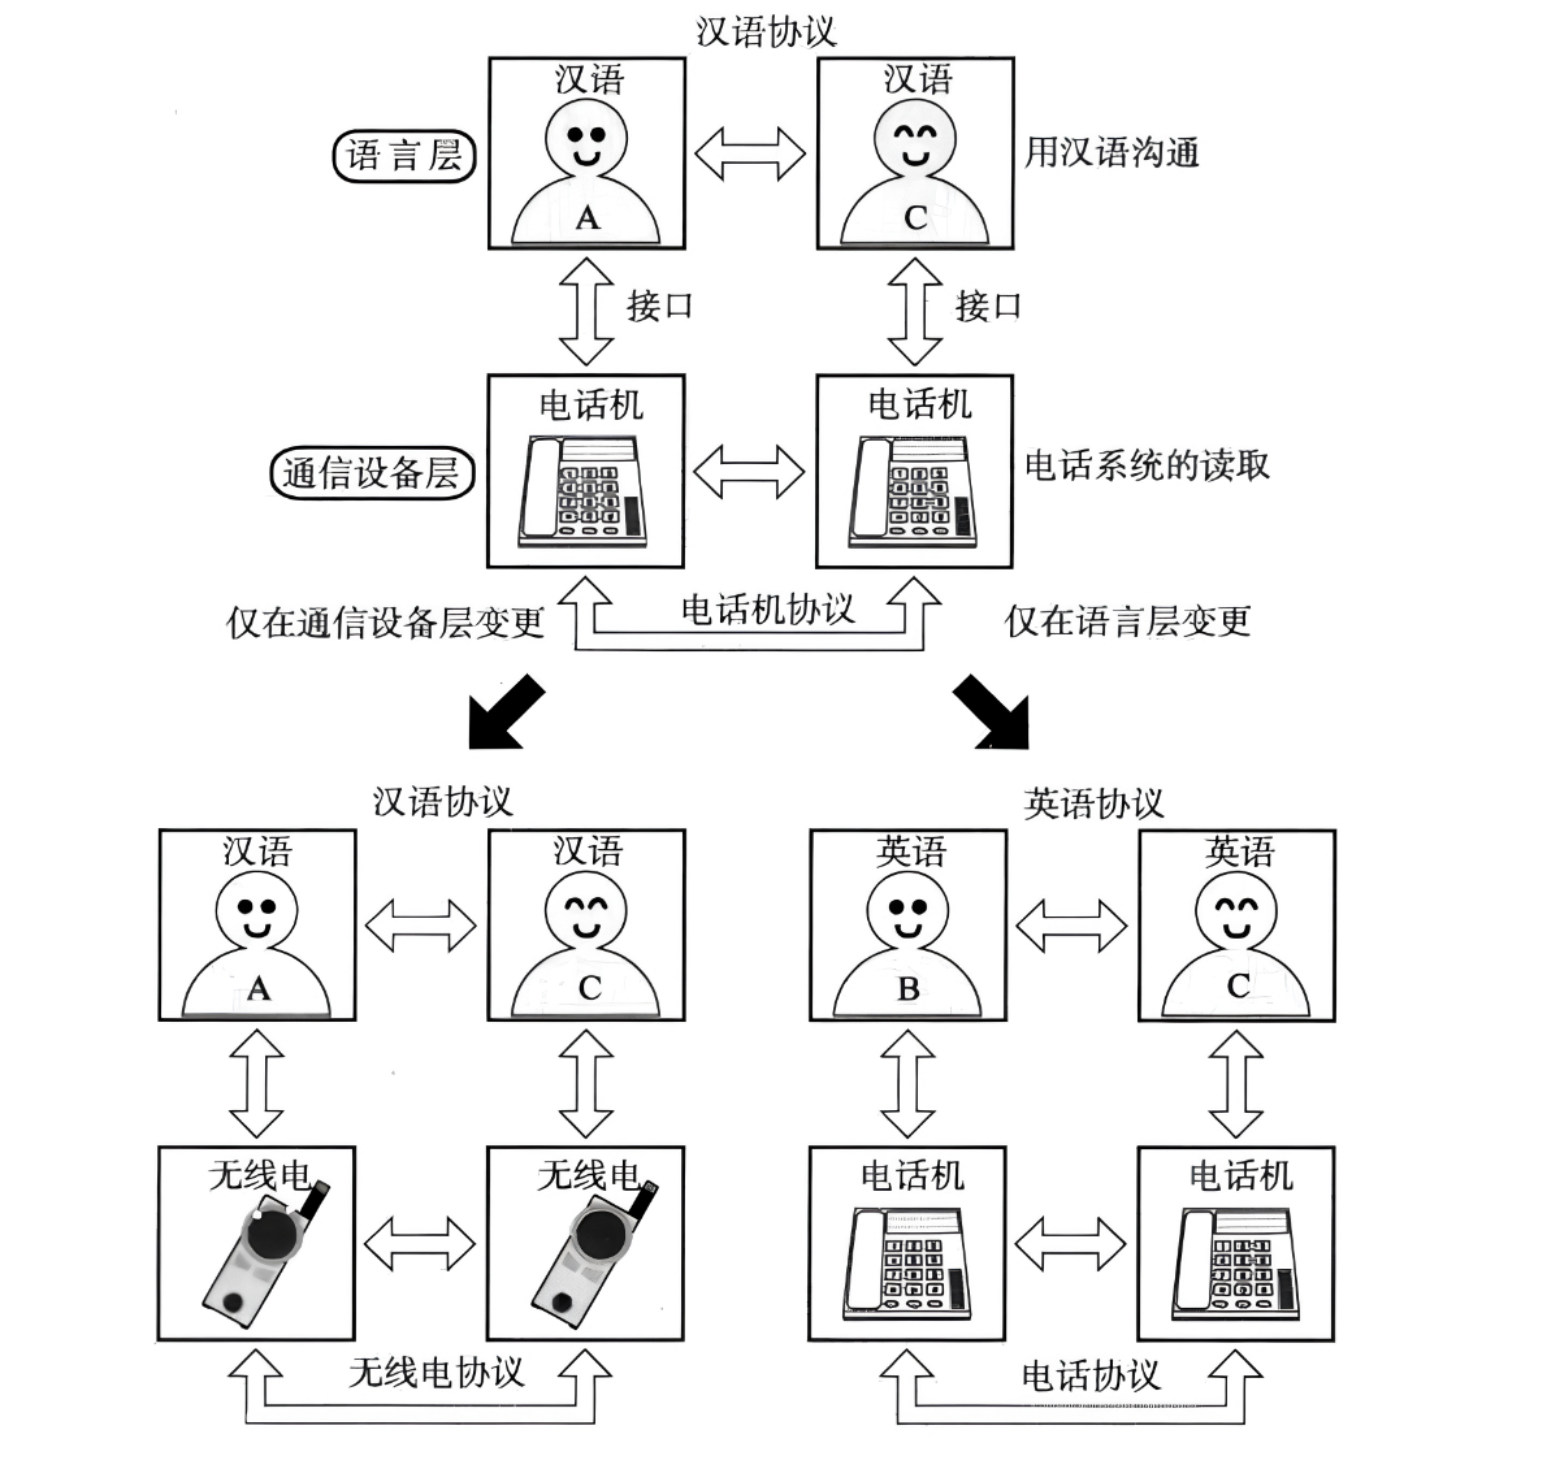 汉语协议
汉语
汉语
语言层
用汉语沟通
A
C
接口
接口
电话机
电话机
通信设备层
电话系统的读取
仅在通信设备层变更
电话机协议
仅在语言层变更
汉语协议
英语协议
汉语
汉语
英语
英语
A
C
B
C
无线电
无线电
电话机
电话机
无线电协议
电话协议